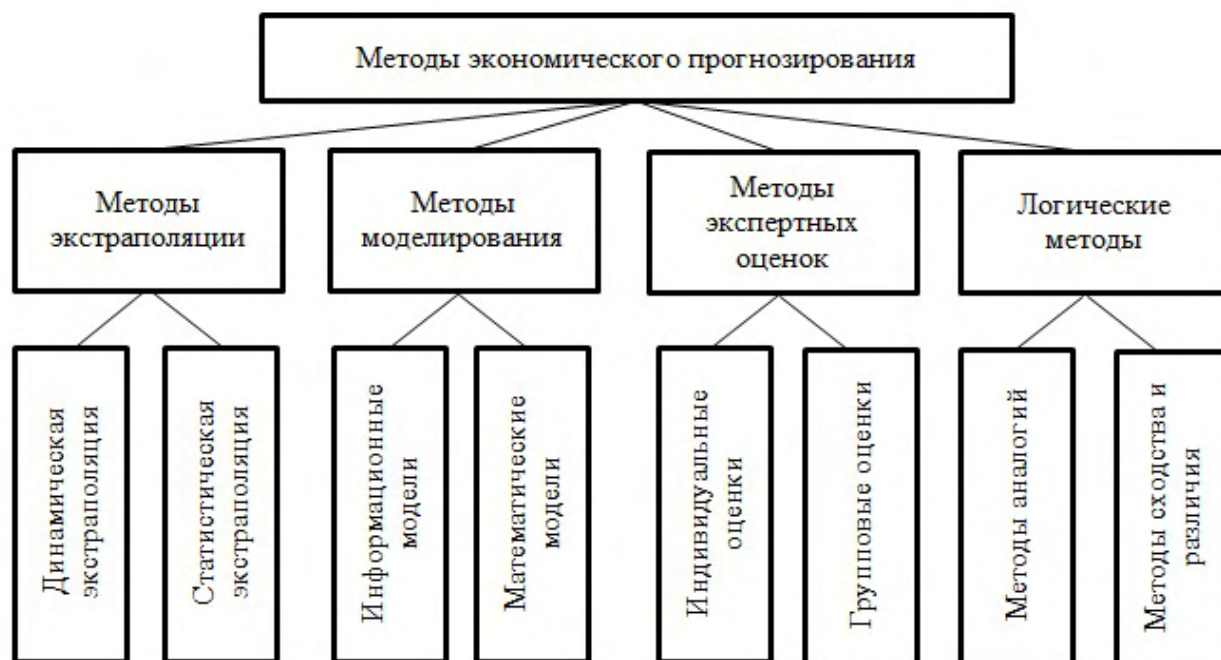 Методы экономического прогнозирования
Методы
экстраполяции
Методы
моделирования
Методы
экспертных
оценок
Логические
методы
Динамическая
экстраполяция
Статистическая
экстраполяция
Информационные
модели
Математические
модели
Индивидуальные
оценки
Групповые оценки
Методы аналогий
Методы сходства и
различия